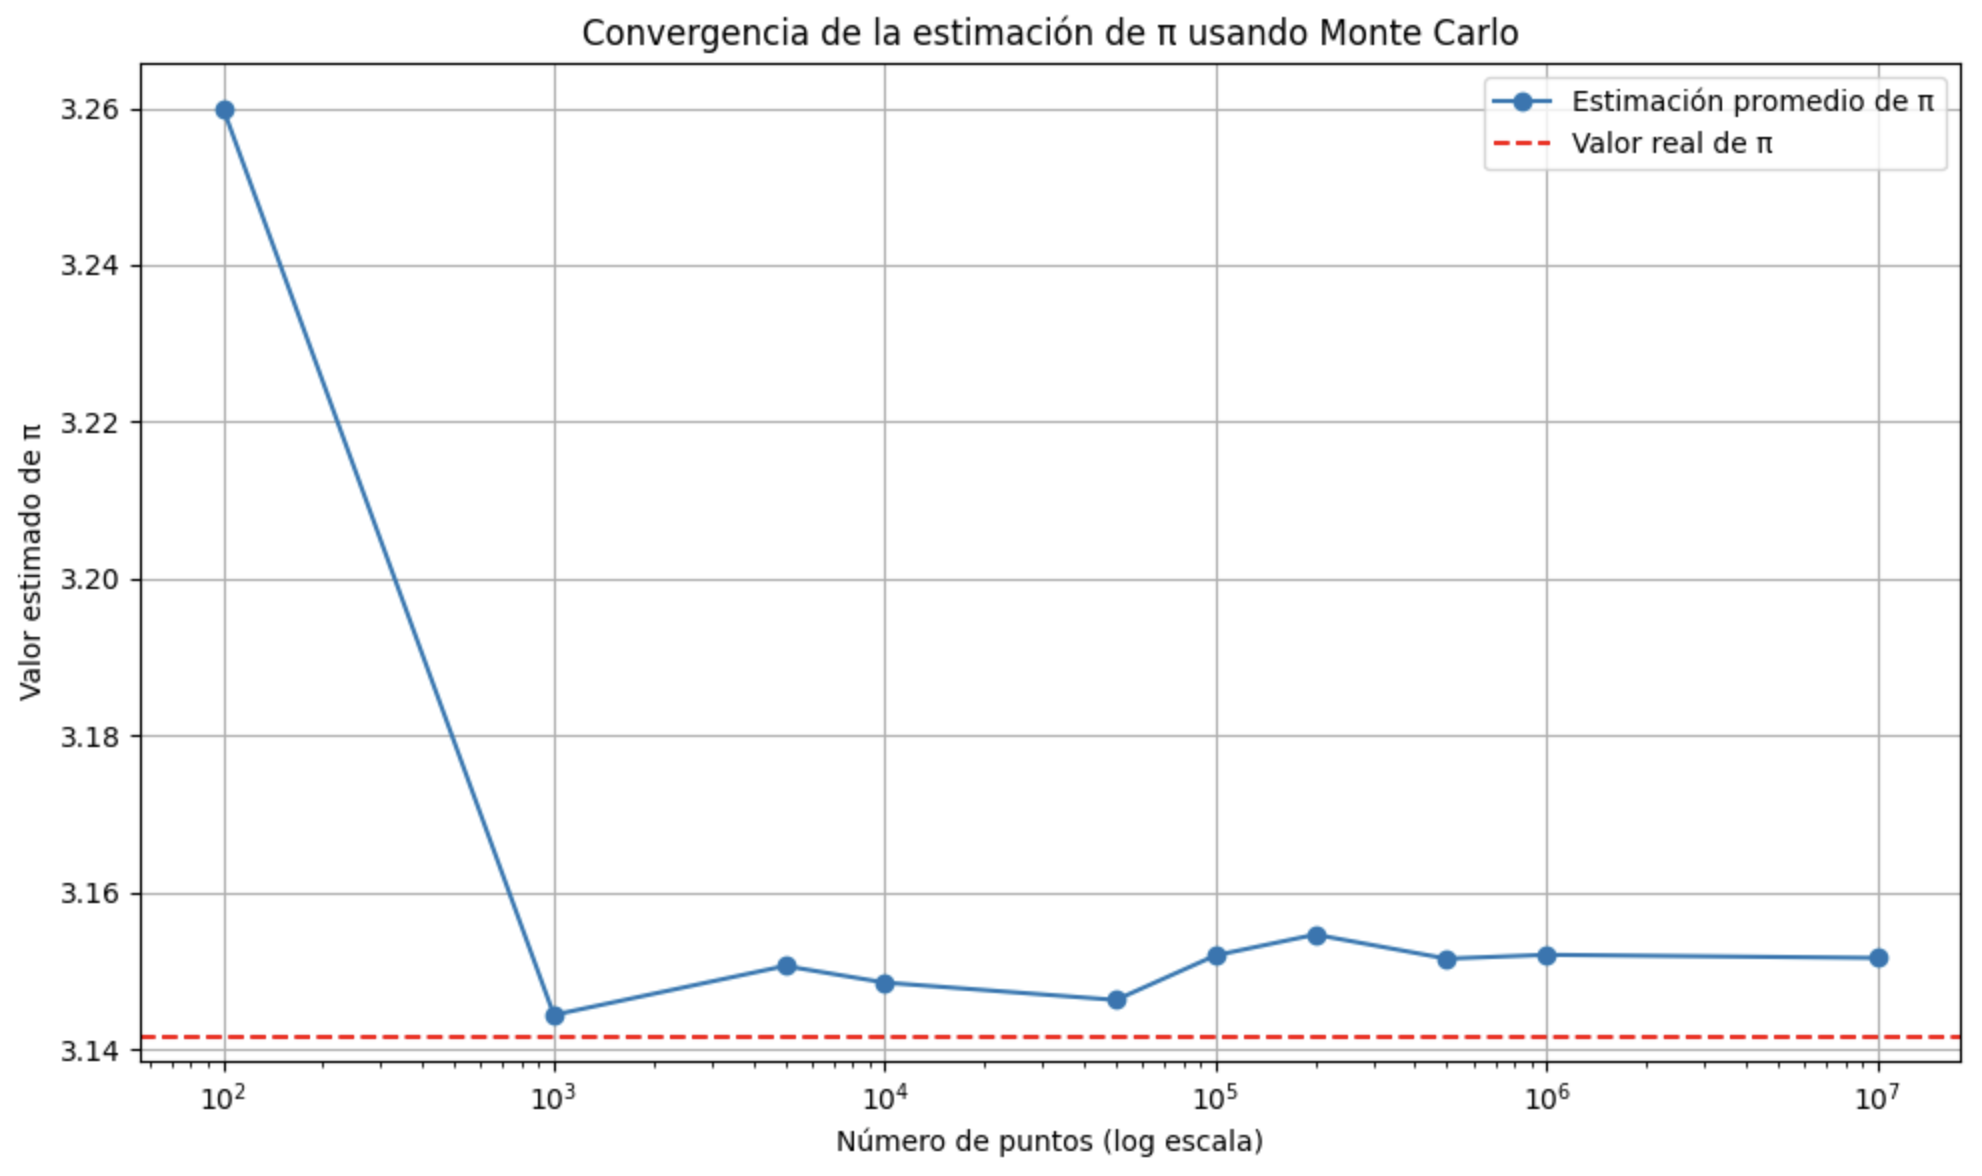 Convergencia de la estimación de π usando Monte Carlo
Estimación promedio de π
Valor real de π
Valor estimado de π
3.26
3.24
3.22
3.20
3.18
3.16
3.14
10²
10³
10⁴
10⁵
10⁶
10⁷
Número de puntos (log escala)